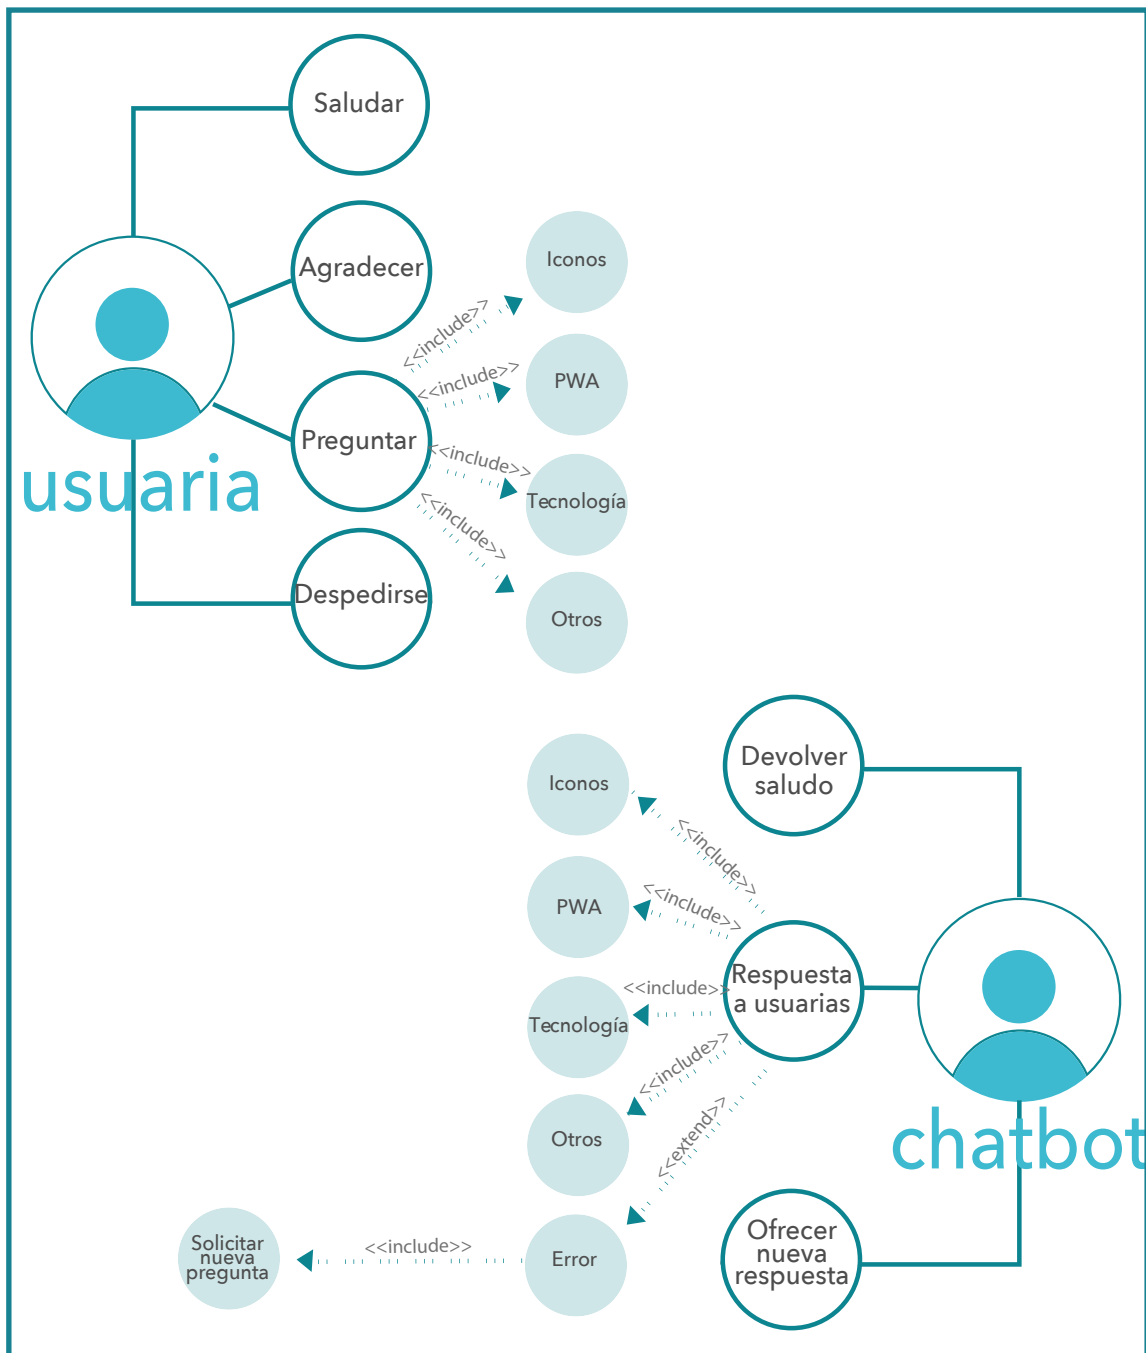 Saludar
Agradecer
Iconos
<<include>>
PWA
<<include>>
Preguntar
<<include>>
usuaria
Tecnología
<<include>>
Despedirse
Otros
Devolver
saludo
Iconos
<<include>>
PWA
<<include>>
Respuesta
a usuarias
<<include>>
Tecnología
<<include>>
Otros
<<extend>>
chatbot
Solicitar
nueva
pregunta
<<include>>
Error
Ofrecer
nueva
respuesta